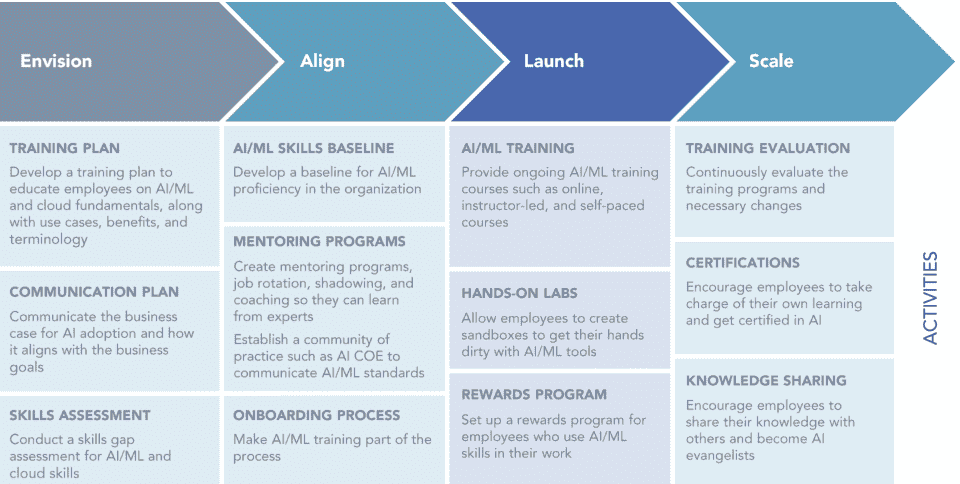 Envision
Align
Launch
Scale
TRAINING PLAN
Develop a training plan to
educate employees on AI/ML
and cloud fundamentals, along
with use cases, benefits, and
terminology
COMMUNICATION PLAN
Communicate the business
case for AI adoption and how
it aligns with the business
goals
SKILLS ASSESSMENT
Conduct a skills gap
assessment for AI/ML and
cloud skills
AI/ML SKILLS BASELINE
Develop a baseline for AI/ML
proficiency in the organization
MENTORING PROGRAMS
Create mentoring programs,
job rotation, shadowing, and
coaching so they can learn
from experts
Establish a community of
practice such as AI COE to
communicate AI/ML standards
ONBOARDING PROCESS
Make AI/ML training part of the
process
AI/ML TRAINING
Provide ongoing AI/ML training
courses such as online,
instructor-led, and self-paced
courses
HANDS-ON LABS
Allow employees to create
sandboxes to get their hands
dirty with AI/ML tools
REWARDS PROGRAM
Set up a rewards program for
employees who use AI/ML
skills in their work
TRAINING EVALUATION
Continuously evaluate the
training programs and
necessary changes
CERTIFICATIONS
Encourage employees to take
charge of their own learning
and get certified in AI
KNOWLEDGE SHARING
Encourage employees to
share their knowledge with
others and become AI
evangelists
ACTIVITIES